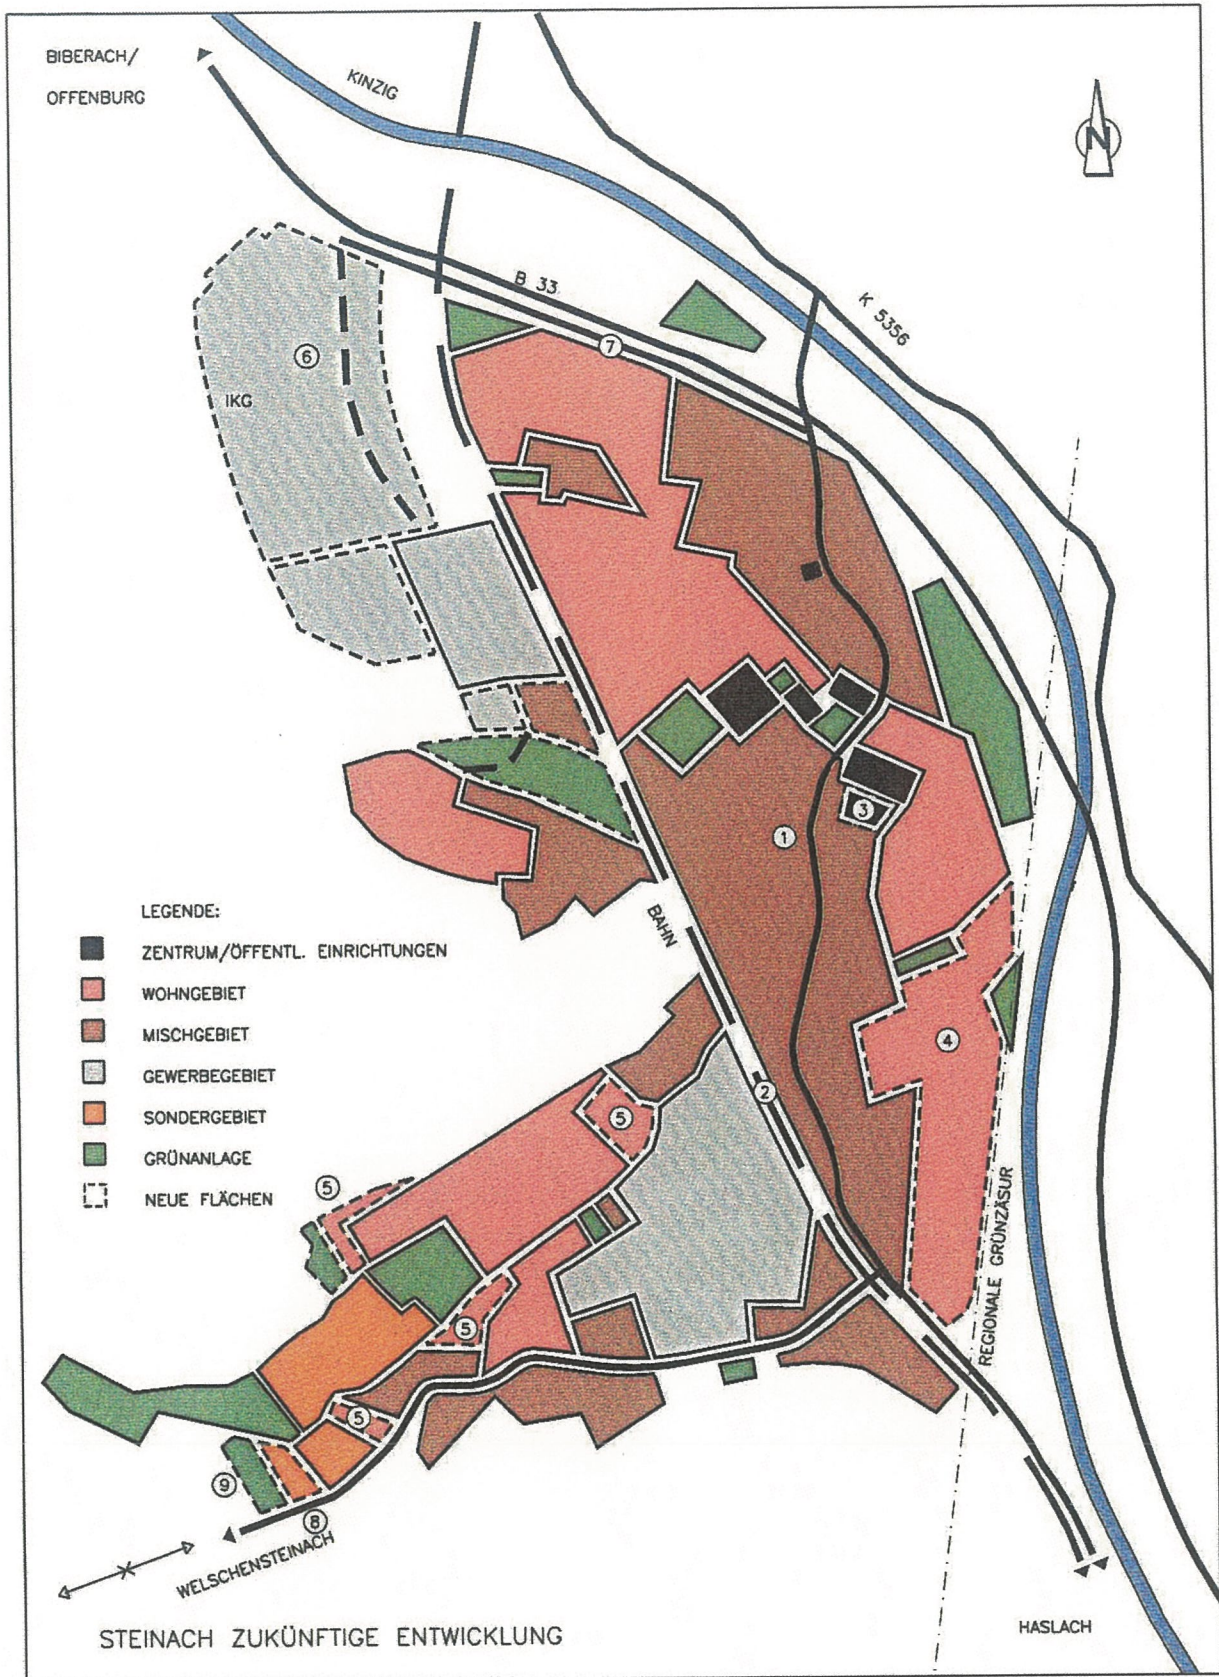 BIBERACH/
OFFENBURG
KINZIG
N
B 33
K 5356
7
6
IKG
3
1
LEGENDE:
ZENTRUM/ÖFFENTL. EINRICHTUNGEN
WOHNGEBIET
MISCHGEBIET
GEWERBEGEBIET
SONDERGEBIET
GRÜNANLAGE
NEUE FLÄCHEN
BAHN
4
2
5
5
5
5
REGIONALE GRÜNZÄSUR
9
8
WELSCHENSTEINACH
HASLACH
STEINACH ZUKÜNFTIGE ENTWICKLUNG